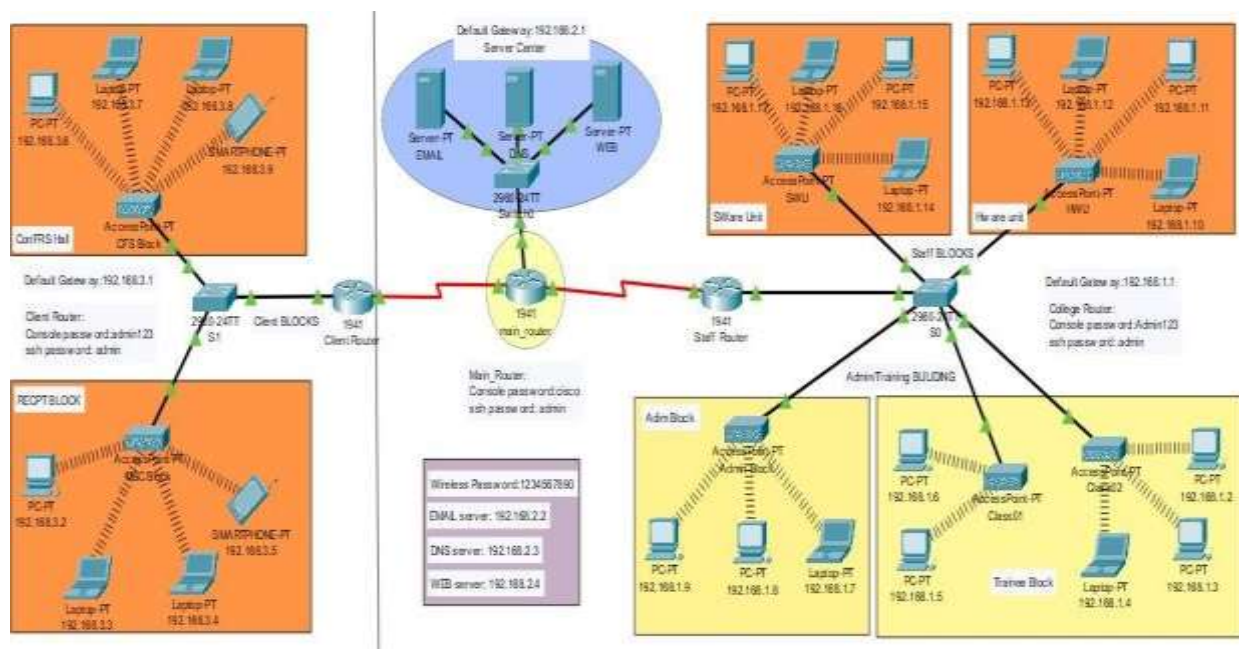 Default Gateway:192.168.2.1
Server Center
Server-PT
EMAIL
Server-PT
DNS
Server-PT
WEB
2960-24TT
Switch0
Laptop-PT
192.168.3.7
Laptop-PT
192.168.3.8
PC-PT
192.168.3.6
SMARTPHONE-PT
192.168.3.9
AccessPoint-PT
CFS Block
ConFRS Hall
Default Gateway:192.168.3.1
Client Router:
Console password:admin123
ssh password: admin
2960-24TT
S1
Client BLOCKS
1941
Client Router
1941
main_router
1941
Staff Router
Main_Router:
Console password:cisco
ssh password: admin
RECPT BLOCK
AccessPoint-PT
PC-PT
192.168.3.2
SMARTPHONE-PT
192.168.3.5
Laptop-PT
192.168.3.3
Laptop-PT
192.168.3.4
Wireless Password:1234567890
EMAIL server: 192.168.2.2
DNS server: 192.168.2.3
WEB server: 192.168.2.4
PC-PT
Laptop-PT
192.168.1.16
PC-PT
192.168.1.15
AccessPoint-PT
SWU
Laptop-PT
192.168.1.14
SWare Unit
PC-PT
192.168.1.13
Laptop-PT
192.168.1.12
PC-PT
192.168.1.11
AccessPoint-PT
HWU
Laptop-PT
192.168.1.10
Hware unit
Staff BLOCKS
Default Gateway:192.168.1.1
College Router:
Console password:Admin123
ssh password: admin
S0
Admin Training BUILDING
AdimBlock
AccessPoint-PT
Admin Block
PC-PT
192.168.1.9
PC-PT
192.168.1.8
Laptop-PT
192.168.1.7
PC-PT
192.168.1.6
AccessPoint-PT
Class01
PC-PT
192.168.1.5
AccessPoint-PT
Class02
PC-PT
192.168.1.2
Laptop-PT
192.168.1.4
PC-PT
192.168.1.3
Trainee Block